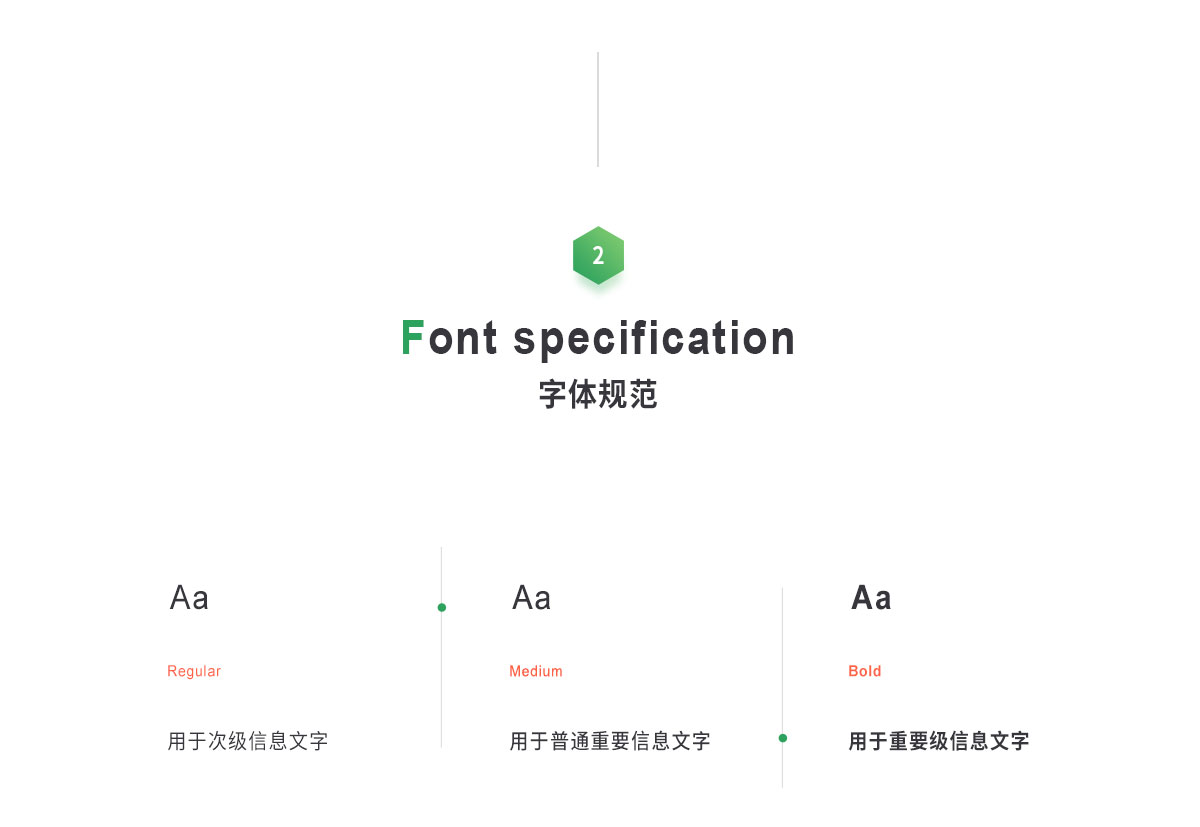 2
Font specification
字体规范
Aa
Regular
用于次级信息文字
Aa
Medium
用于普通重要信息文字
Aa
Bold
用于重要级信息文字